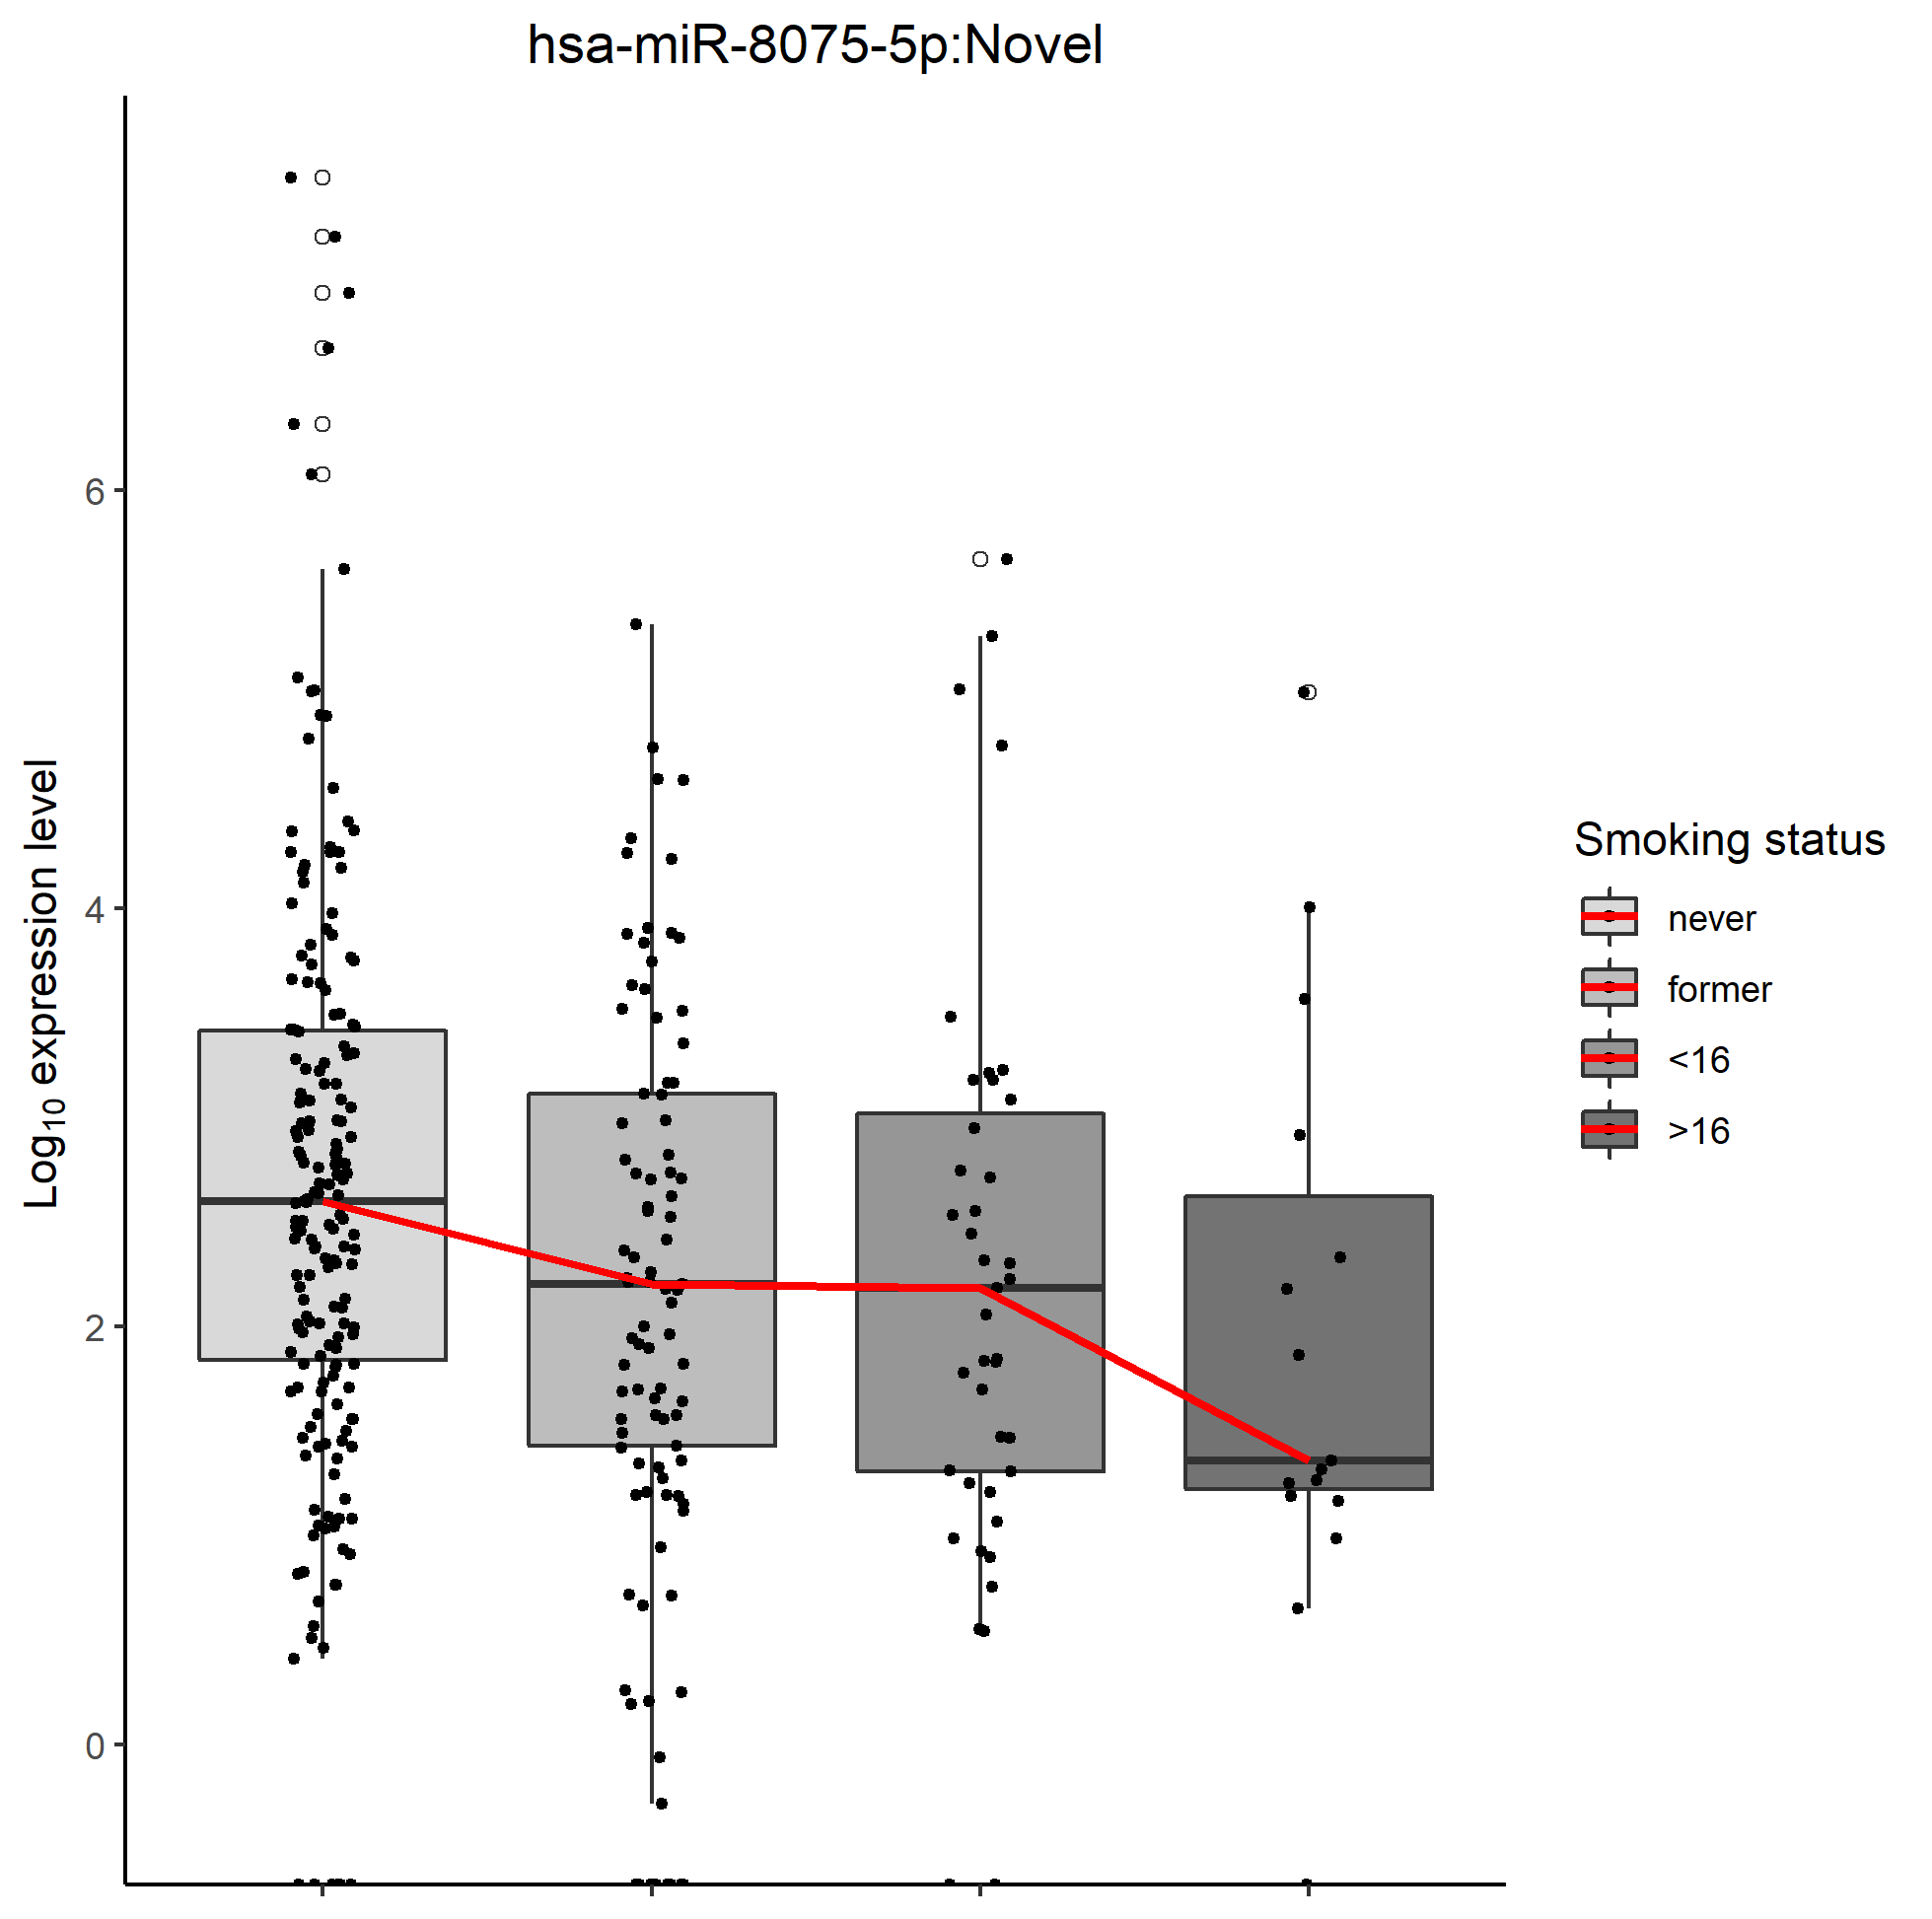 hsa-miR-8075-5p:Novel
Log10 expression level
6
4
2
0
Smoking status
never
former
<16
>16